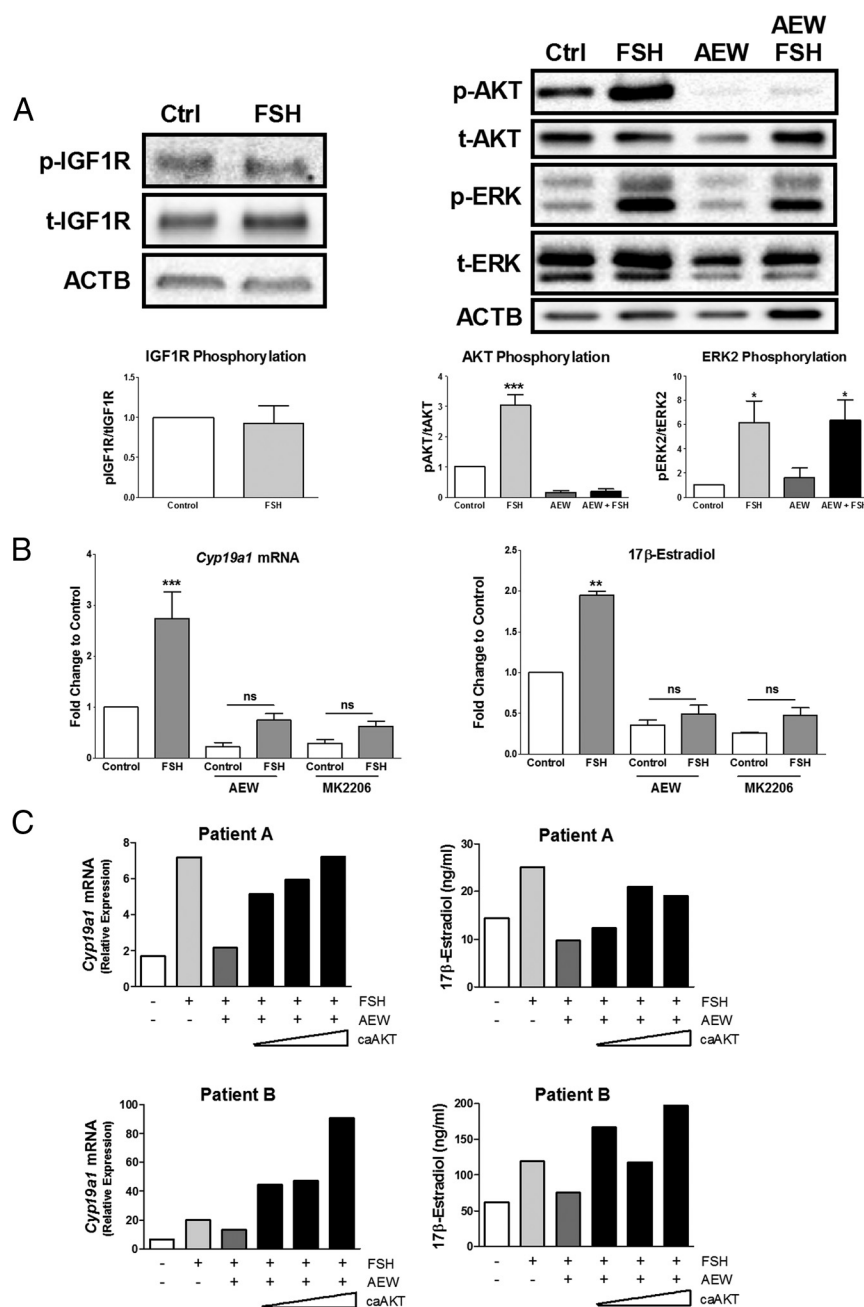 A
Ctrl FSH
p-IGF1R
t-IGF1R
ACTB
AEW
Ctrl FSH AEW FSH
p-AKT
t-AKT
p-ERK
t-ERK
ACTB
IGF1R Phosphorylation
pIGF1R/tIGF1R
1.5
1.0
0.5
0.0
Control FSH
AKT Phosphorylation
pAKT/tAKT
4
3
2
1
0
***
Control FSH AEW AEW + FSH
ERK2 Phosphorylation
pERK2/tERK2
10
8
6
4
2
0
* *
Control FSH AEW AEW + FSH
B
Cyp19a1 mRNA
Fold Change to Control
4
3
2
1
0
***
ns ns
Control FSH Control FSH Control FSH
AEW MK2206
17β-Estradiol
Fold Change to Control
2.5
2.0
1.5
1.0
0.5
0.0
**
ns ns
Control FSH Control FSH Control FSH
AEW MK2206
C
Patient A
Cyp19a1 mRNA
(Relative Expression)
8
6
4
2
0
- + + + + + FSH
- - + + + + AEW
caAKT
Patient A
17β-Estradiol (ng/ml)
30
20
10
0
- + + + + + FSH
- - + + + + AEW
caAKT
Patient B
Cyp19a1 mRNA
(Relative Expression)
100
80
60
40
20
0
- + + + + + FSH
- - + + + + AEW
caAKT
Patient B
17β-Estradiol (ng/ml)
200
150
100
50
0
- + + + + + FSH
- - + + + + AEW
caAKT